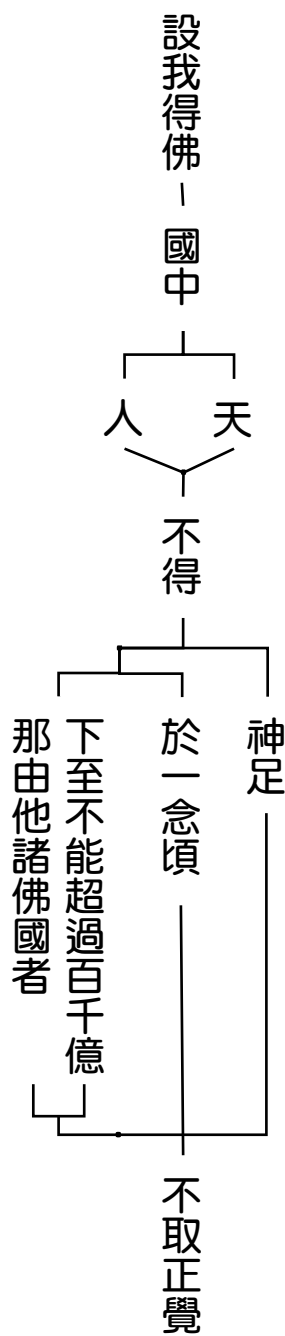 設我得佛
國中
天
人
不得
神足
於一念頃
下至不能超過百千億
那由他諸佛國者
不取正覺